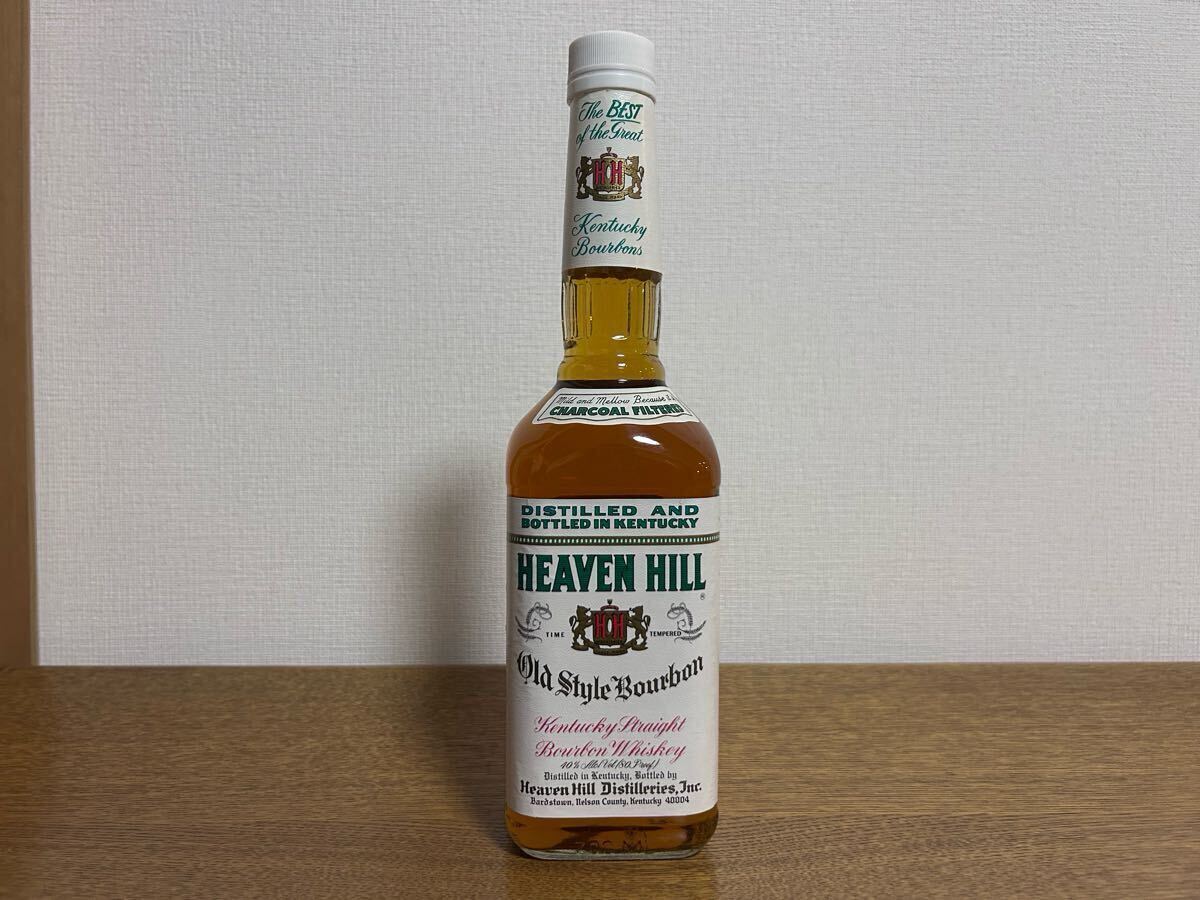 The BEST
of the Great
HH
Kentucky
Bourbons
Mild and Mellow Because
CHARCOAL FILTERED
DISTILLED AND
BOTTLED IN KENTUCKY
HEAVEN HILL
®
TIME HH TEMPERED
Old Style Bourbon
Kentucky Straight
Bourbon Whiskey
40% Alc/Vol (80 Proof)
Distilled in Kentucky, Bottled by
Heaven Hill Distilleries, Inc.
Bardstown, Nelson County, Kentucky 40004